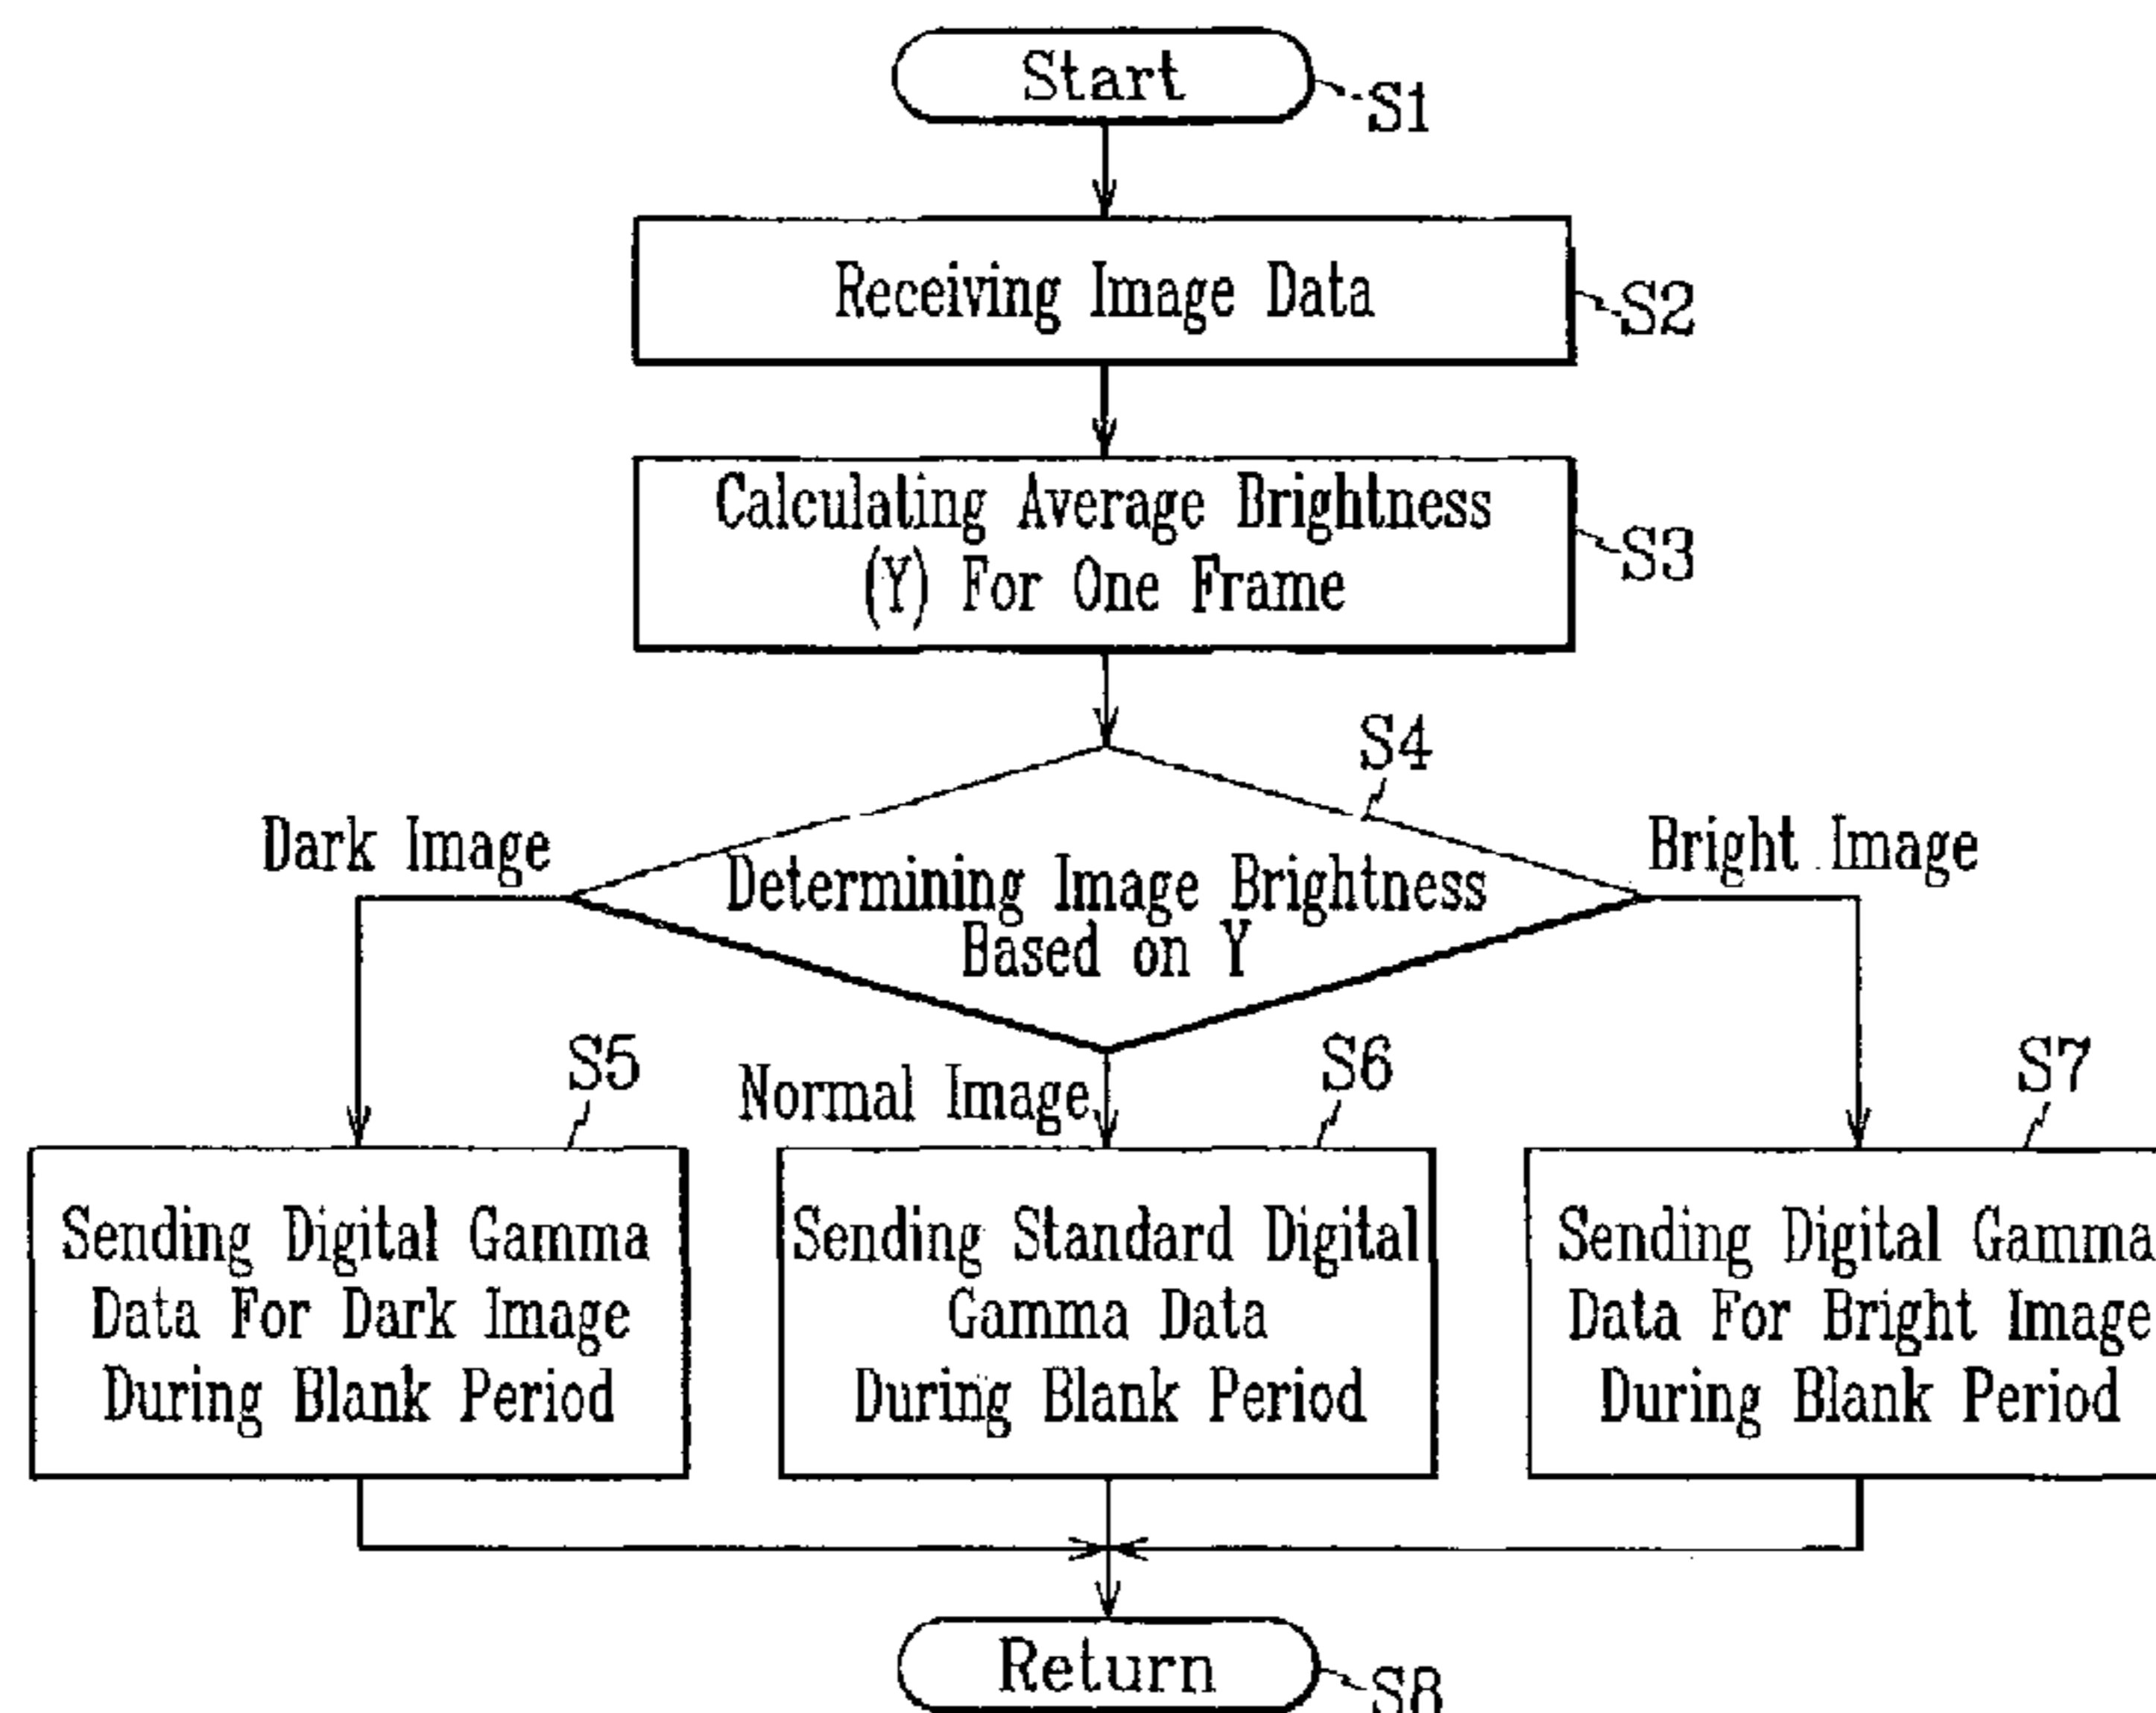 Start
S1
Receiving Image Data
S2
Calculating Average Brightness
(Y) For One Frame
S3
S4
Dark Image
Bright Image
Determining Image Brightness
Based on Y
S5
Normal Image
S6
S7
Sending Digital Gamma
Data For Dark Image
During Blank Period
Sending Standard Digital
Gamma Data
During Blank Period
Sending Digital Gamma
Data For Bright Image
During Blank Period
Return
S8